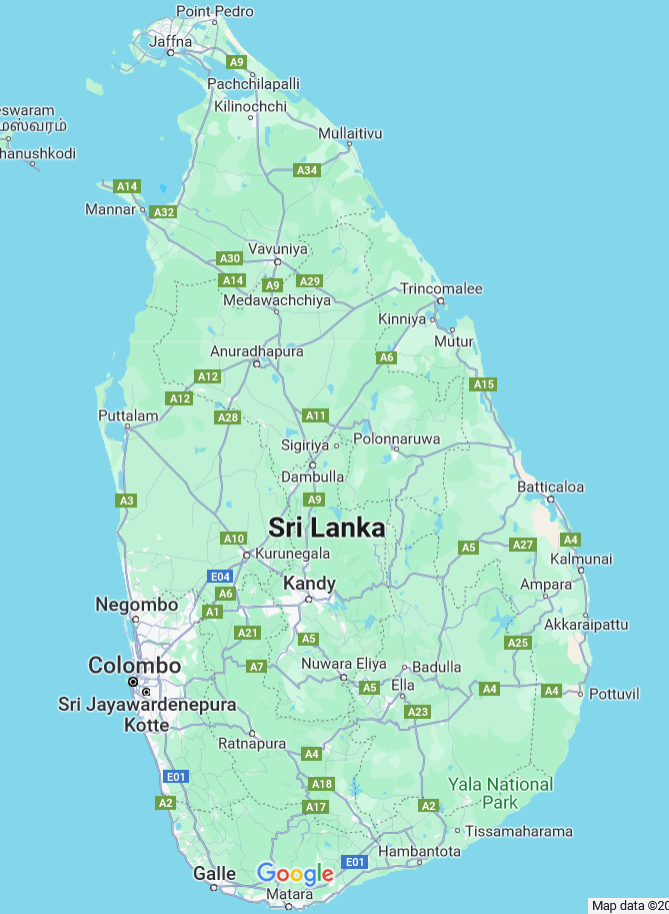 Point Pedro
Jaffna
A9
Pachchilapalli
Kilinochchi
eswaram
மேஸ்வரம்
hanushkodi
Mullaitivu
A34
A14
Mannar
A32
Vavuniya
A30
A14
A9
A29
Medawachchiya
Trincomalee
Kinniya
Mutur
Anuradhapura
A6
A12
A15
A12
Puttalam
A28
A11
Sigiriya
Polonnaruwa
Dambulla
Batticaloa
A3
A9
Sri Lanka
A10
A4
A5
A27
Kurunegala
Kalmunai
E04
Kandy
Ampara
A6
Negombo
A1
Akkaraipattu
A21
A5
A25
Colombo
A7
Nuwara Eliya
Badulla
A5
Ella
A4
A4
Pottuvil
Sri Jayawardenepura
Kotte
A23
Ratnapura
A4
E01
A18
Yala National
Park
A2
A17
A2
Tissamaharama
Hambantota
E01
Galle
Google
Matara
Map data ©20